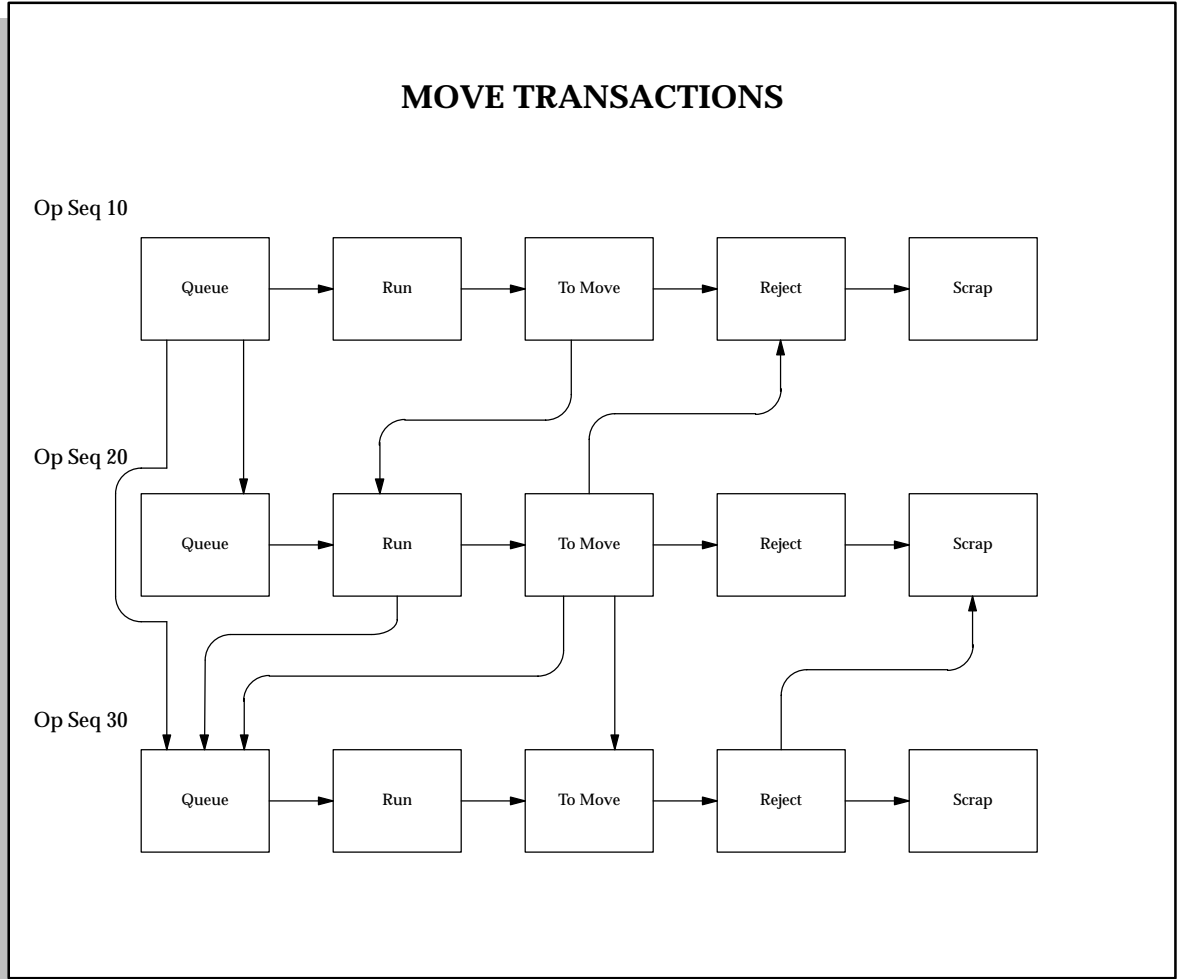 MOVE TRANSACTIONS
Op Seq 10
Queue
Run
To Move
Reject
Scrap
Op Seq 20
Queue
Run
To Move
Reject
Scrap
Op Seq 30
Queue
Run
To Move
Reject
Scrap